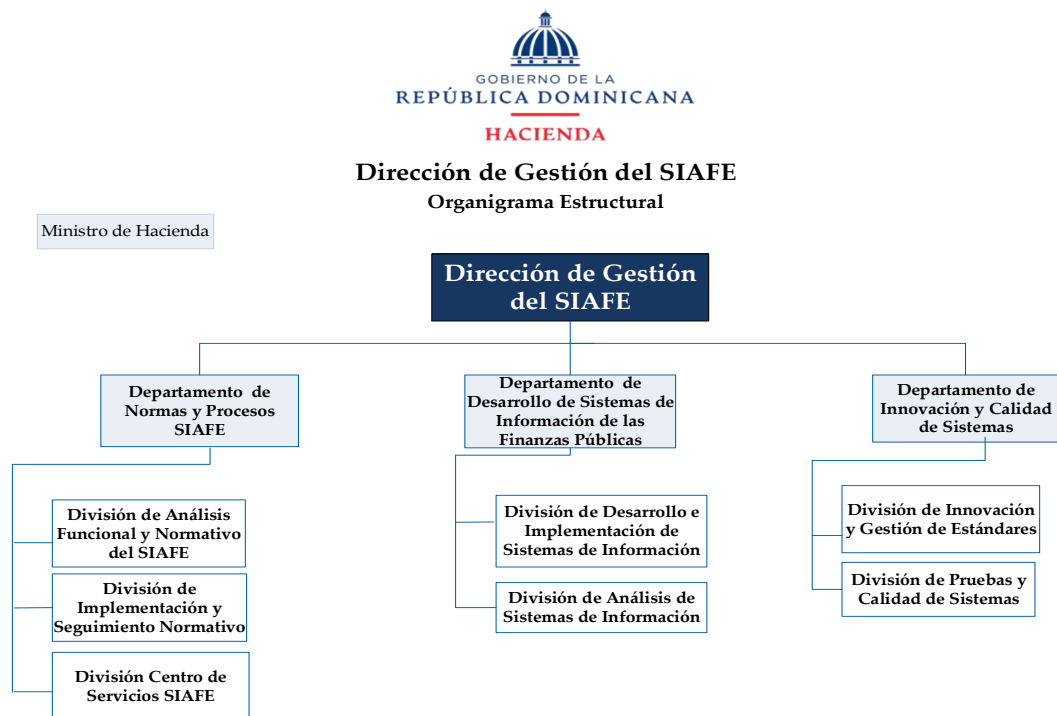 GOBIERNO DE LA
REPÚBLICA DOMINICANA
HACIENDA
Dirección de Gestión del SIAFE
Organigrama Estructural
Ministro de Hacienda
Dirección de Gestión
del SIAFE
Departamento de
Normas y Procesos
SIAFE
Departamento de
Desarrollo de Sistemas de
Información de las
Finanzas Públicas
Departamento de
Innovación y Calidad
de Sistemas
División de Análisis
Funcional y Normativo
del SIAFE
División de
Implementación y
Seguimiento Normativo
División Centro de
Servicios SIAFE
División de Desarrollo e
Implementación de
Sistemas de Información
División de Análisis de
Sistemas de Información
División de Innovación
y Gestión de Estándares
División de Pruebas y
Calidad de Sistemas